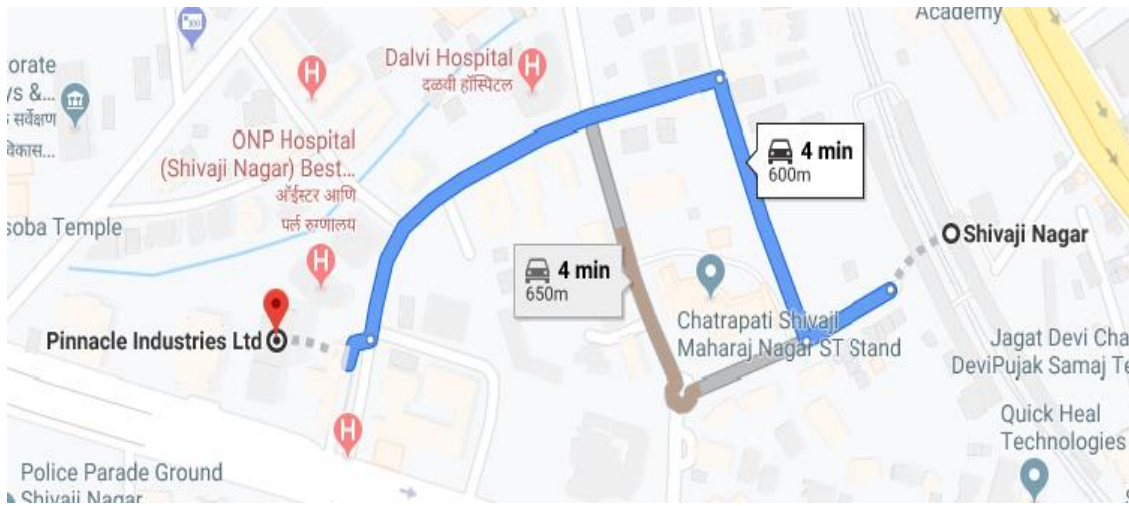 Academy
Dalvi Hospital
दळवी हॉस्पिटल
orate
ys &...
सर्वेक्षण
वेकास...
ONP Hospital
(Shivaji Nagar) Best...
ऑईस्टर आणि
पर्ल रुग्णालय
4 min
600m
soba Temple
Shivaji Nagar
4 min
650m
Pinnacle Industries Ltd
Chatrapati Shivaji
Maharaj Nagar ST Stand
Jagat Devi Cha
DeviPujak Samaj Te
Quick Heal
Technologies
Police Parade Ground
Shivaji Nagar
H
H
H
H